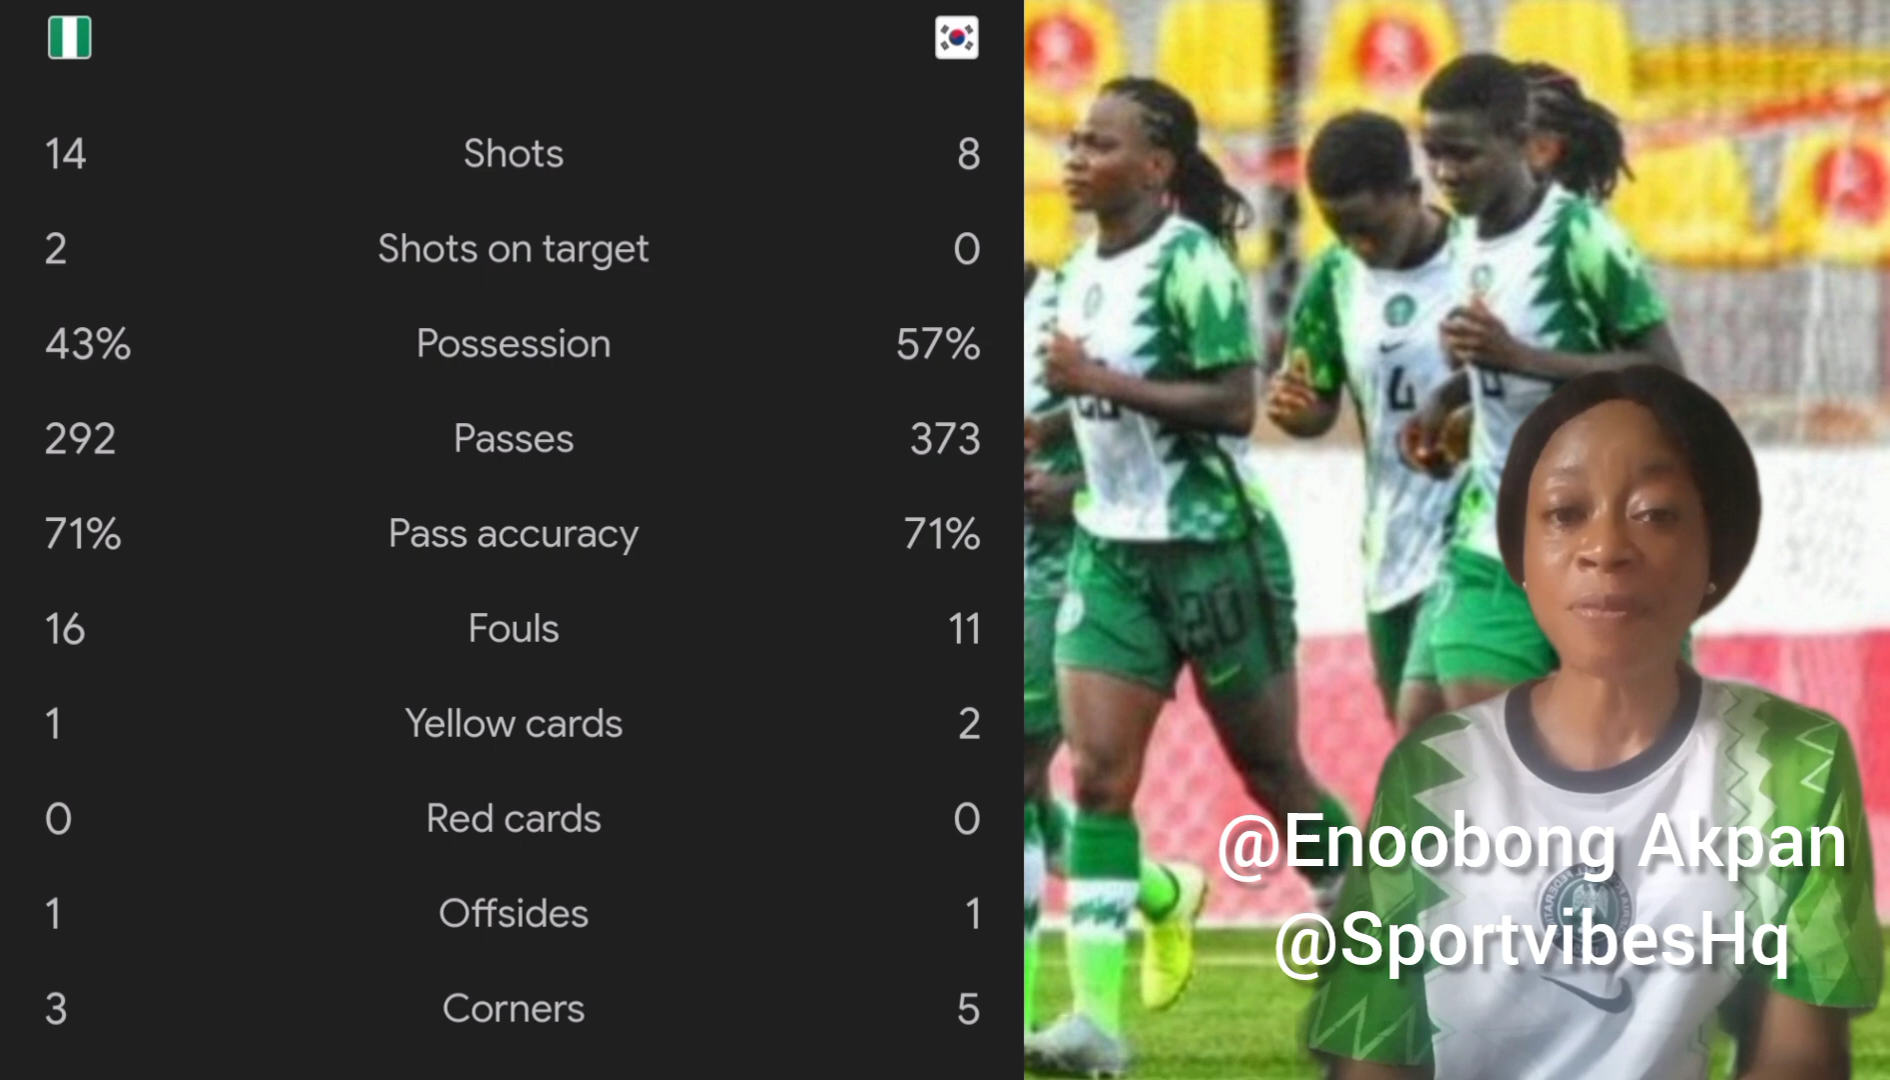 14 Shots 8
2 Shots on target 0
43% Possession 57%
292 Passes 373
71% Pass accuracy 71%
16 Fouls 11
1 Yellow cards 2
0 Red cards 0
1 Offsides 1
3 Corners 5
20
@Enoobong Akpan
@SportvibesHq